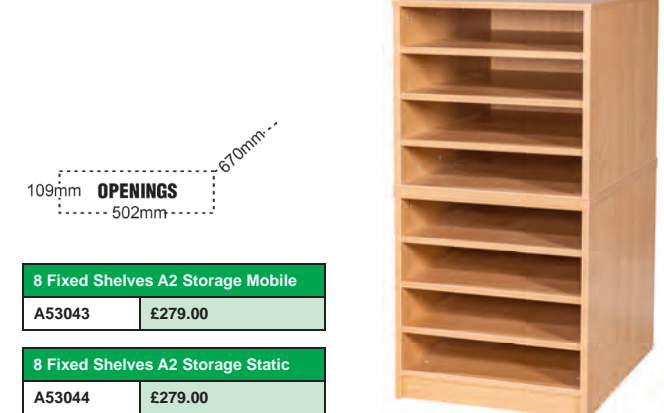 670mm
109mm OPENINGS
502mm
8 Fixed Shelves A2 Storage Mobile
A53043 £279.00
8 Fixed Shelves A2 Storage Static
A53044 £279.00